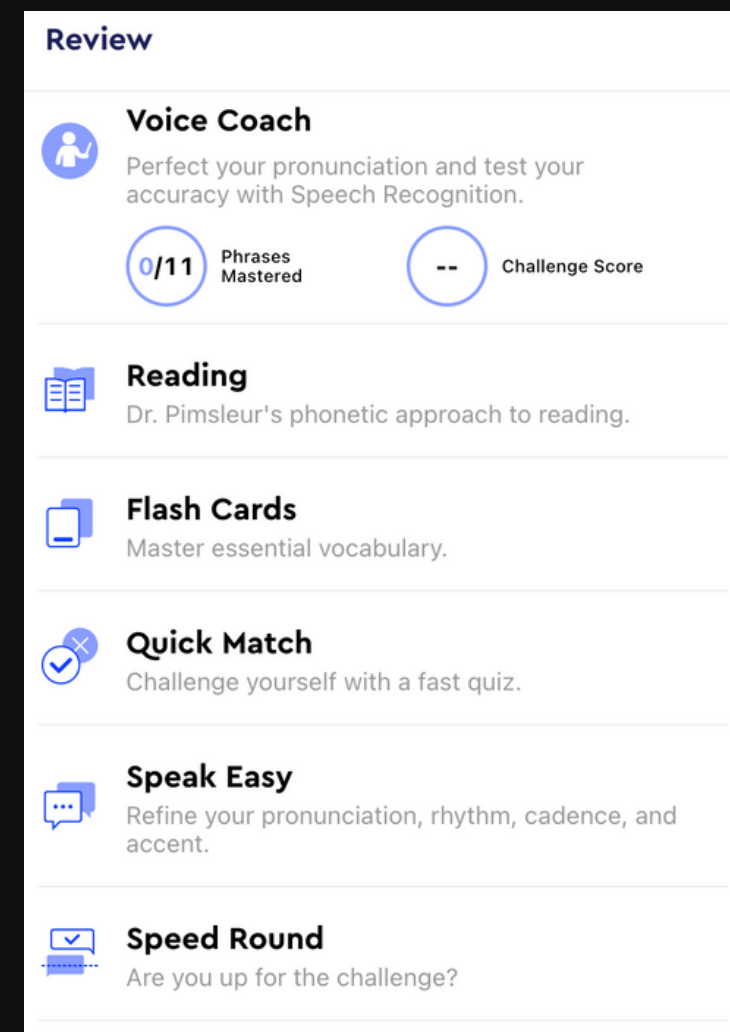 Review
Voice Coach
Perfect your pronunciation and test your
accuracy with Speech Recognition.
0/11
Phrases
Mastered
--
Challenge Score
Reading
Dr. Pimsleur's phonetic approach to reading.
Flash Cards
Master essential vocabulary.
Quick Match
Challenge yourself with a fast quiz.
Speak Easy
Refine your pronunciation, rhythm, cadence, and
accent.
Speed Round
Are you up for the challenge?